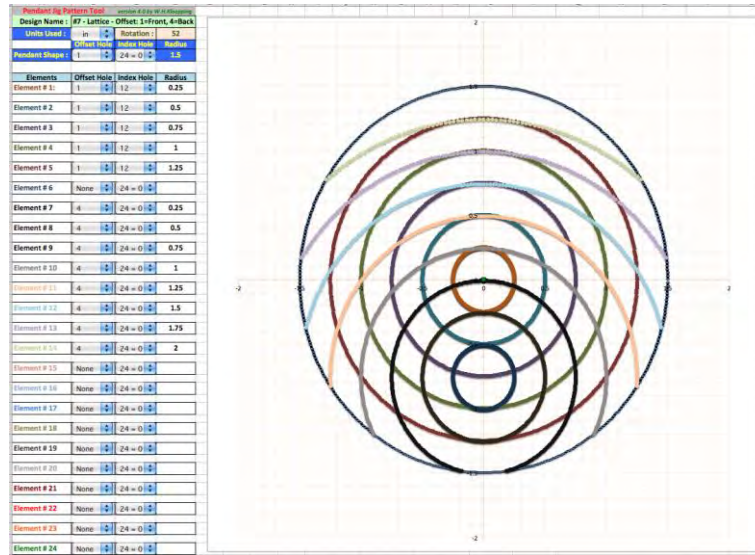 Pendant Jig Pattern Tool version 4.0 by
Design Name : #7 - Lattice - Offset: 1=Front, 4=Back
Units Used : in Rotation : 52
Offset Hole Index Hole Radius
Pendant Shape : 1 24 = 0 1.5
Elements Offset Hole Index Hole Radius
Element # 1: 1 12 0.25
Element # 2 1 12 0.5
Element # 3 1 12 0.75
Element # 4 1 12 1
Element # 5 1 12 1.25
Element # 6 None 24 = 0
Element # 7 4 24 = 0 0.25
Element # 8 4 24 = 0 0.5
Element # 9 4 24 = 0 0.75
Element # 10 4 24 = 0 1
Element # 11 4 24 = 0 1.25
Element # 12 4 24 = 0 1.5
Element # 13 4 24 = 0 1.75
Element # 14 4 24 = 0 2
Element # 15 None 24 = 0
Element # 16 None 24 = 0
Element # 17 None 24 = 0
Element # 18 None 24 = 0
Element # 19 None 24 = 0
Element # 20 None 24 = 0
Element # 21 None 24 = 0
Element # 22 None 24 = 0
Element # 23 None 24 = 0
Element # 24 None 24 = 0
2
0.5
-2 0 2
-2